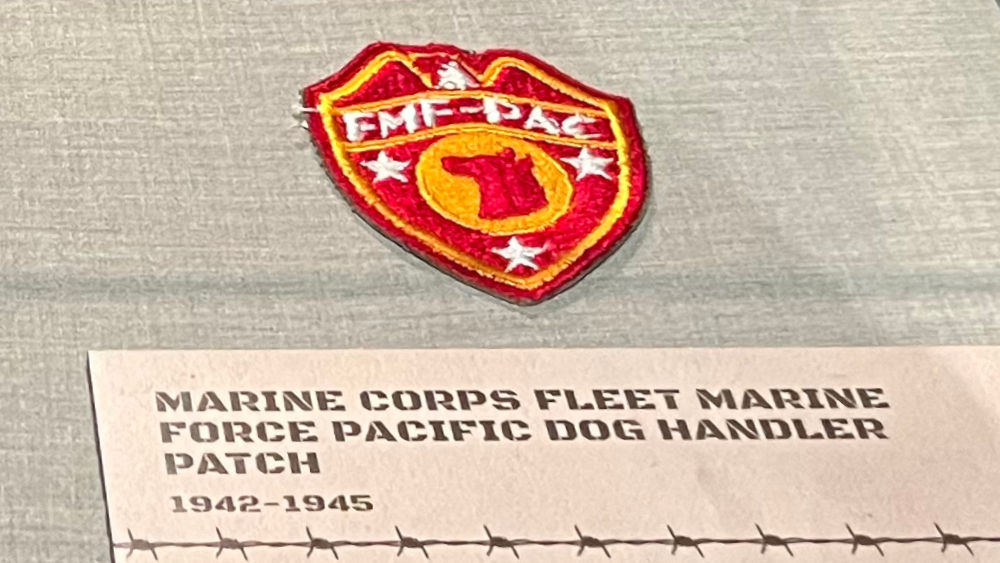 FMF-PAC
MARINE CORPS FLEET MARINE
FORCE PACIFIC DOG HANDLER
PATCH
1942-1945